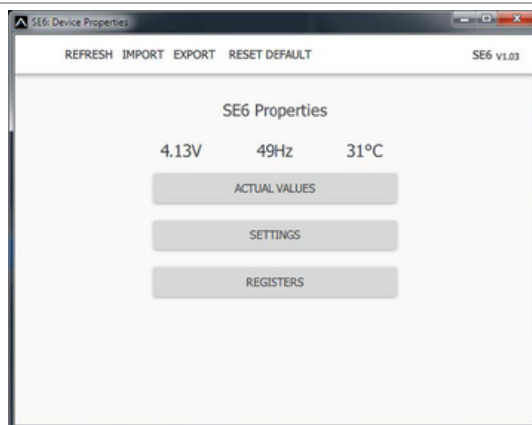 SE6: Device Properties
REFRESH IMPORT EXPORT RESET DEFAULT SE6 V1.03
SE6 Properties
4.13V 49Hz 31°C
ACTUAL VALUES
SETTINGS
REGISTERS